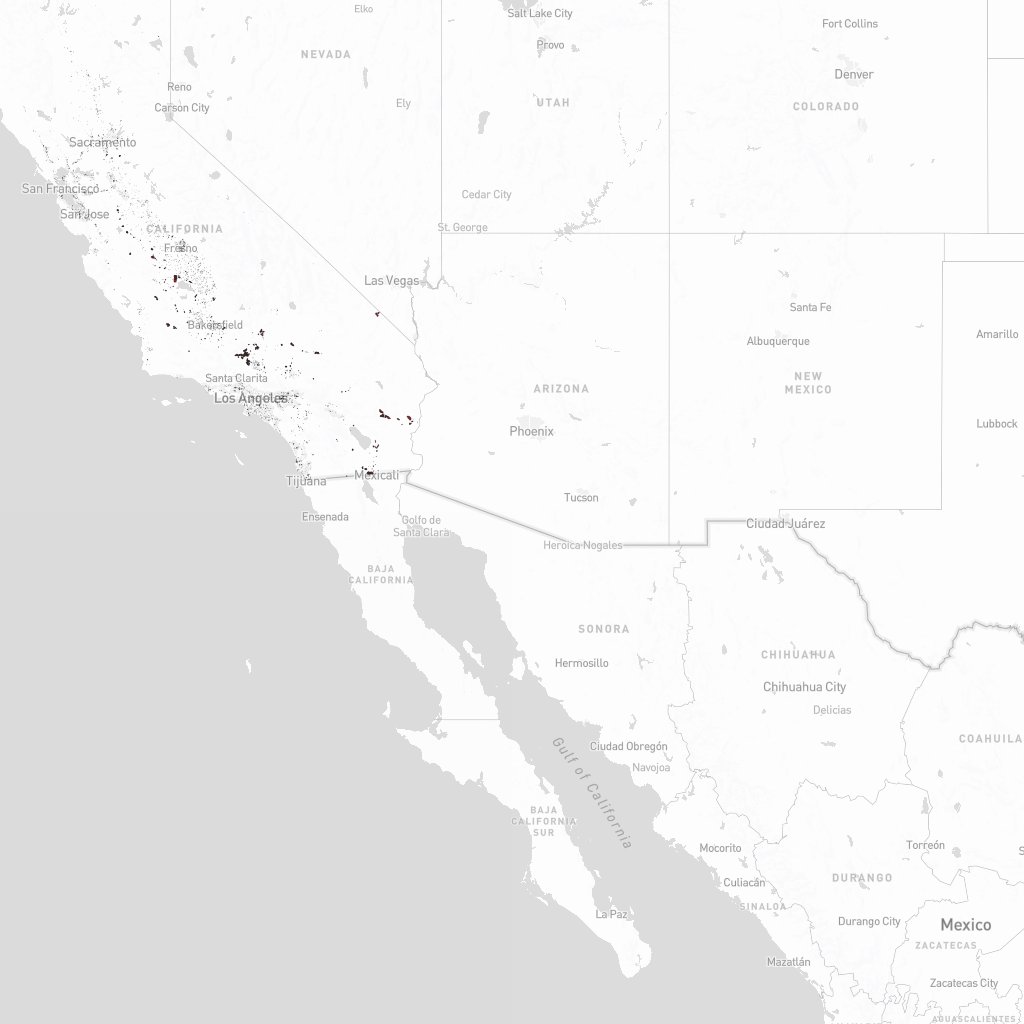 Elko
Salt Lake City
Fort Collins
Provo
NEVADA
Denver
Reno
Ely
UTAH
COLORADO
Carson City
Sacramento
San Francisco
Cedar City
San Jose
CALIFORNIA
St. George
Fresno
Las Vegas
Santa Fe
Bakersfield
Albuquerque
Amarillo
Santa Clarita
ARIZONA
NEW
MEXICO
Los Angeles
Phoenix
Lubbock
Tijuana
Mexicali
Tucson
Ensenada
Golfo de
Santa Clara
Ciudad Juárez
Heroica Nogales
BAJA
CALIFORNIA
SONORA
CHIHUAHUA
Hermosillo
Chihuahua City
Delicias
COAHUILA
Ciudad Obregón
Navojoa
Gulf of California
BAJA
CALIFORNIA
SUR
Mocorito
Torreón
Culiacán
DURANGO
SINALOA
La Paz
Durango City
Mexico
ZACATECAS
Mazatlán
Zacatecas City
AGUASCALIENTES